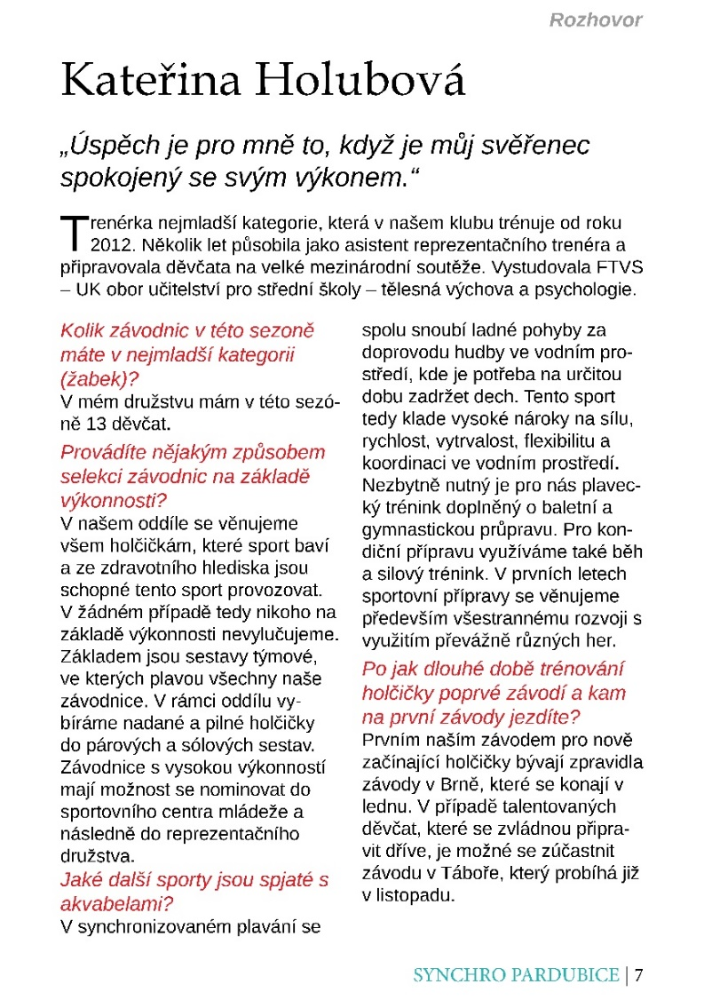 Rozhovor
Kateřina Holubová
„Úspěch je pro mně to, když je můj svěřenec
spokojený se svým výkonem.“
Trenérka nejmladší kategorie, která v našem klubu trénuje od roku
2012. Několik let působila jako asistent reprezentačního trenéra a
připravovala děvčata na velké mezinárodní soutěže. Vystudovala FTVS
– UK obor učitelství pro střední školy – tělesná výchova a psychologie.
Kolik závodnic v této sezoně
máte v nejmladší kategorii
(žabek)?
V mém družstvu mám v této sezó-
ně 13 děvčat.
Provádíte nějakým způsobem
selekci závodnic na základě
výkonnosti?
V našem oddíle se věnujeme
všem holčičkám, které sport baví
a ze zdravotního hlediska jsou
schopné tento sport provozovat.
V žádném případě tedy nikoho na
základě výkonnosti nevylučujeme.
Základem jsou sestavy týmové,
ve kterých plavou všechny naše
závodnice. V rámci oddílu vy-
bíráme nadané a pilné holčičky
do párových a sólových sestav.
Závodnice s vysokou výkonností
mají možnost se nominovat do
sportovního centra mládeže a
následně do reprezentačního
družstva.
Jaké další sporty jsou spjaté s
akvabelami?
V synchronizovaném plavání se
spolu snoubí ladné pohyby za
doprovodu hudby ve vodním pro-
středí, kde je potřeba na určitou
dobu zadržet dech. Tento sport
tedy klade vysoké nároky na sílu,
rychlost, vytrvalost, flexibilitu a
koordinaci ve vodním prostředí.
Nezbytně nutný je pro nás plavec-
ký trénink doplněný o baletní a
gymnastickou průpravu. Pro kon-
diční přípravu využíváme také běh
a silový trénink. V prvních letech
sportovní přípravy se věnujeme
především všestrannému rozvoji s
využitím převážně různých her.
Po jak dlouhé době trénování
holčičky poprvé závodí a kam
na první závody jezdíte?
Prvním naším závodem pro nově
začínající holčičky bývají zpravidla
závody v Brně, které se konají v
lednu. V případě talentovaných
děvčat, které se zvládnou připra-
vit dříve, je možné se zúčastnit
závodu v Táboře, který probíhá již
v listopadu.
SYNCHRO PARDUBICE | 7